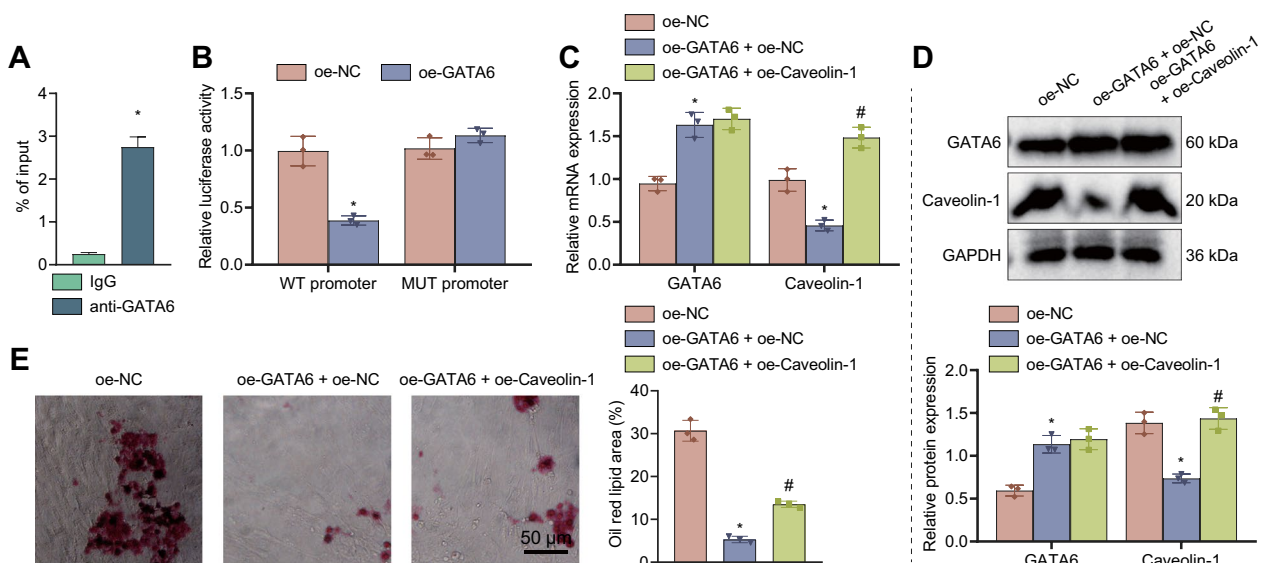 A
% of input
4
3
2
1
0
*
IgG
anti-GATA6
B
oe-NC
oe-GATA6
Relative luciferase activity
1.5
1.0
0.5
0.0
*
WT promoter
MUT promoter
C
oe-NC
oe-GATA6 + oe-NC
oe-GATA6 + oe-Caveolin-1
Relative mRNA expression
2.0
1.5
1.0
0.5
0.0
*
*
#
GATA6
Caveolin-1
D
oe-NC
oe-GATA6 + oe-NC
oe-GATA6
+ oe-Caveolin-1
GATA6
60 kDa
Caveolin-1
20 kDa
GAPDH
36 kDa
oe-NC
oe-GATA6 + oe-NC
oe-GATA6 + oe-Caveolin-1
Relative protein expression
2.0
1.5
1.0
0.5
0.0
*
*
#
GATA6
Caveolin-1
E
oe-NC
oe-GATA6 + oe-NC
oe-GATA6 + oe-Caveolin-1
50 μm
oe-NC
oe-GATA6 + oe-NC
oe-GATA6 + oe-Caveolin-1
Oil red lipid area (%)
40
30
20
10
0
*
#